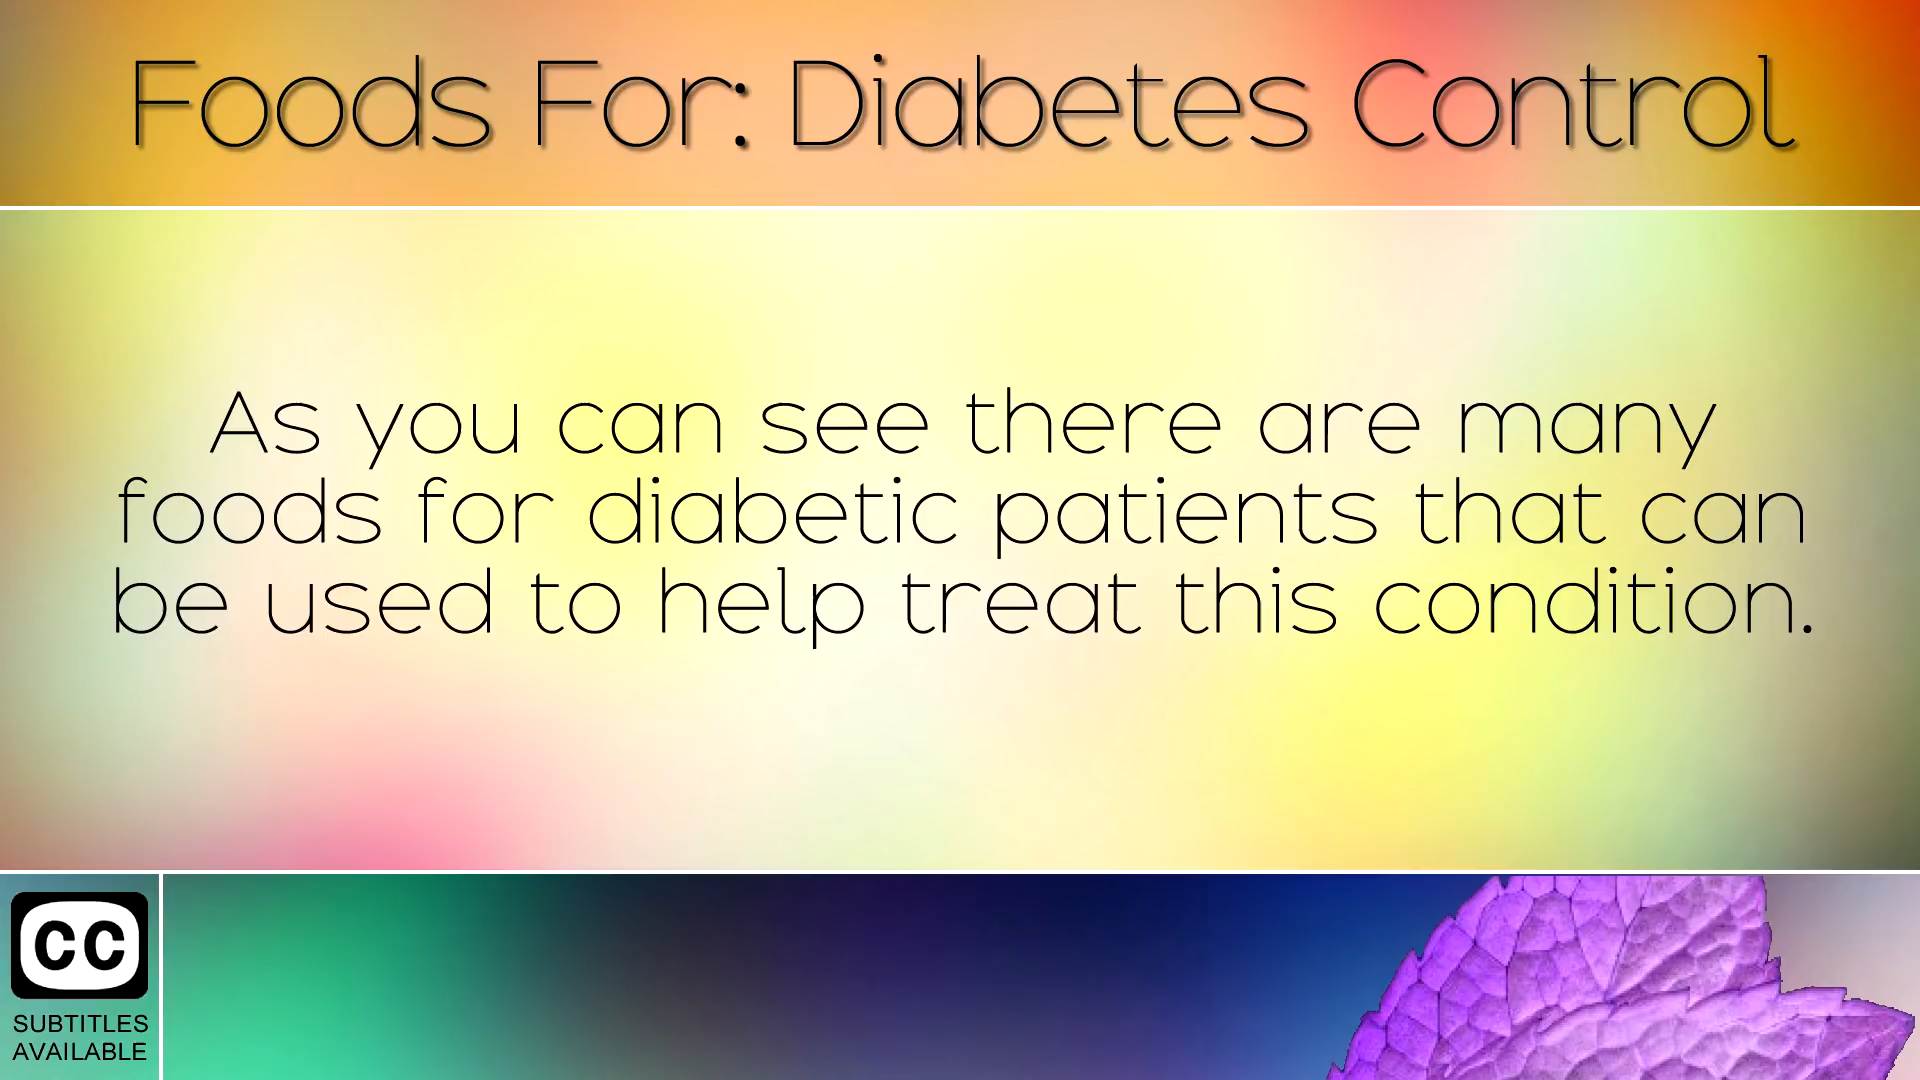 Foods For: Diabetes Control
As you can see there are many
foods for diabetic patients that can
be used to help treat this condition.
CC
SUBTITLES
AVAILABLE